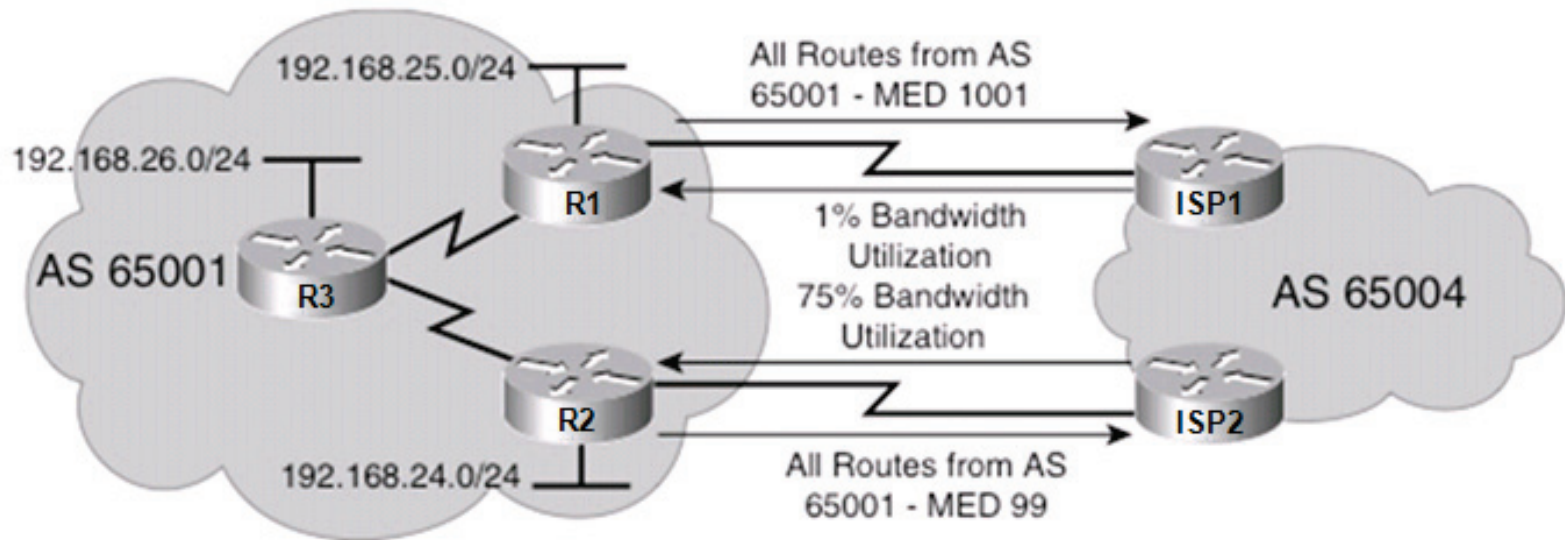 192.168.25.0/24
All Routes from AS
65001 - MED 1001
192.168.26.0/24
R1
ISP1
1% Bandwidth
Utilization
AS 65001
R3
75% Bandwidth
Utilization
AS 65004
R2
ISP2
192.168.24.0/24
All Routes from AS
65001 - MED 99